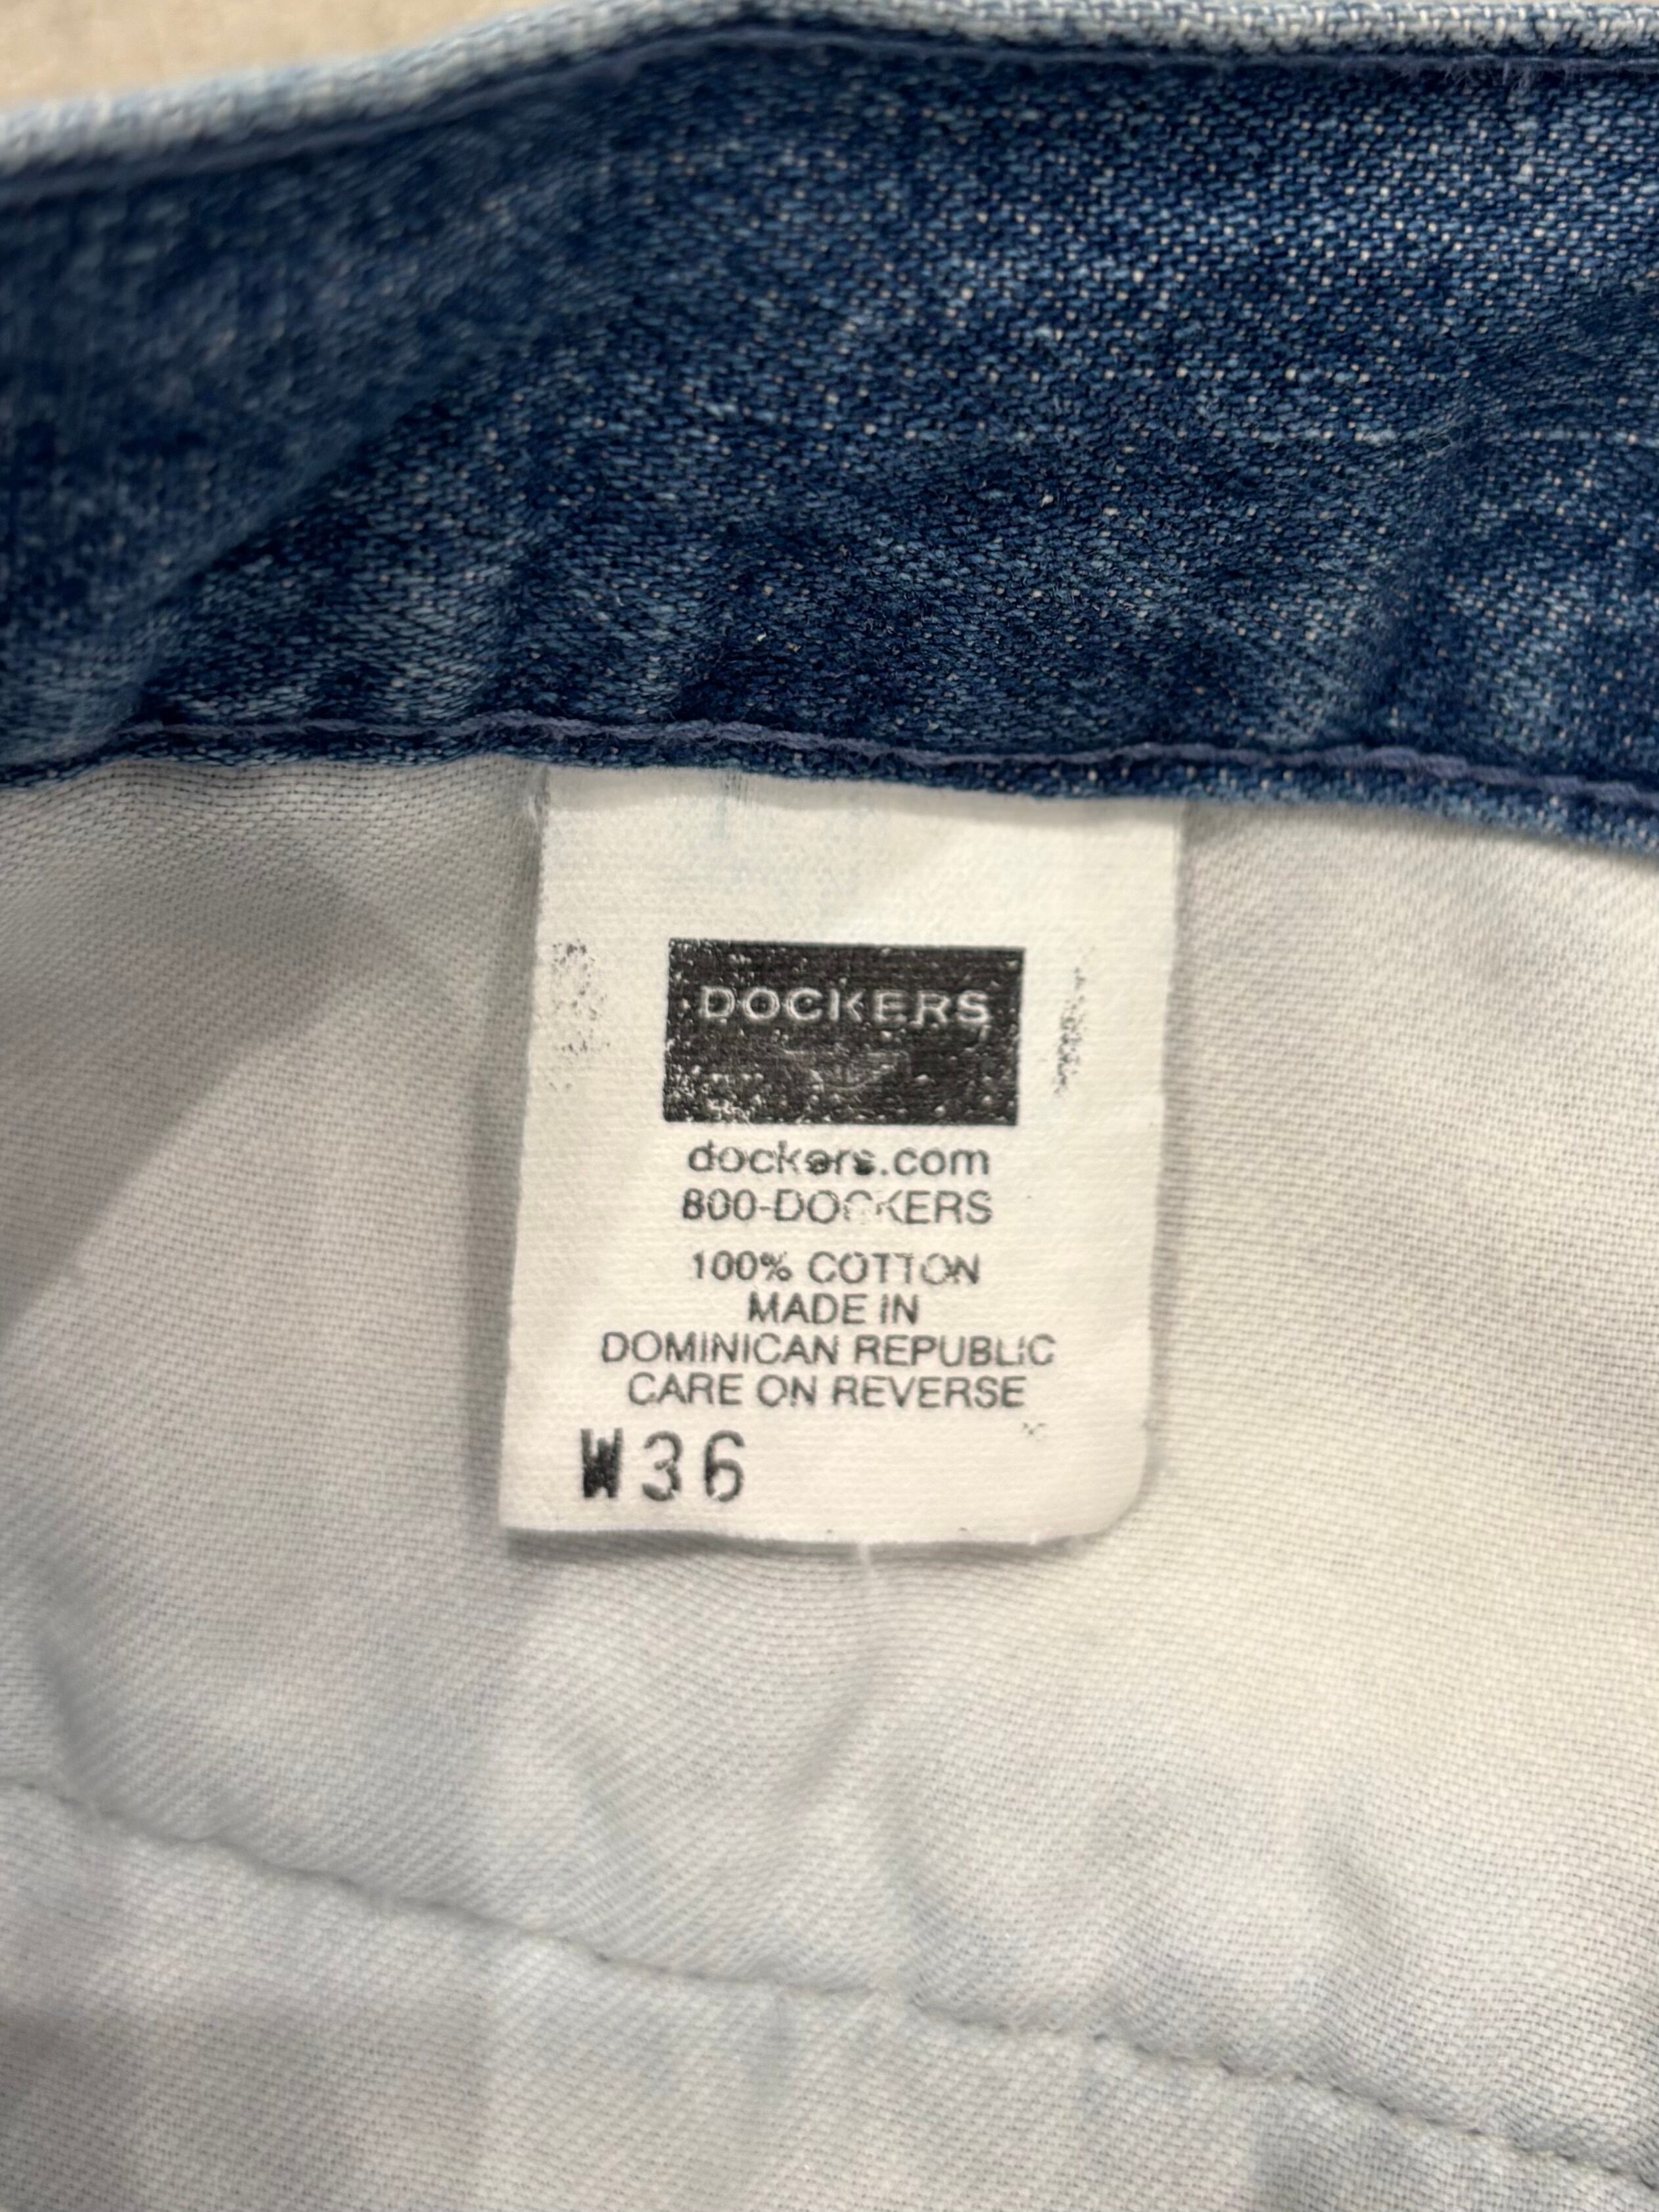 DOCKERS
dockers.com
800-DOCKERS
100% COTTON
MADE IN
DOMINICAN REPUBLIC
CARE ON REVERSE
W36